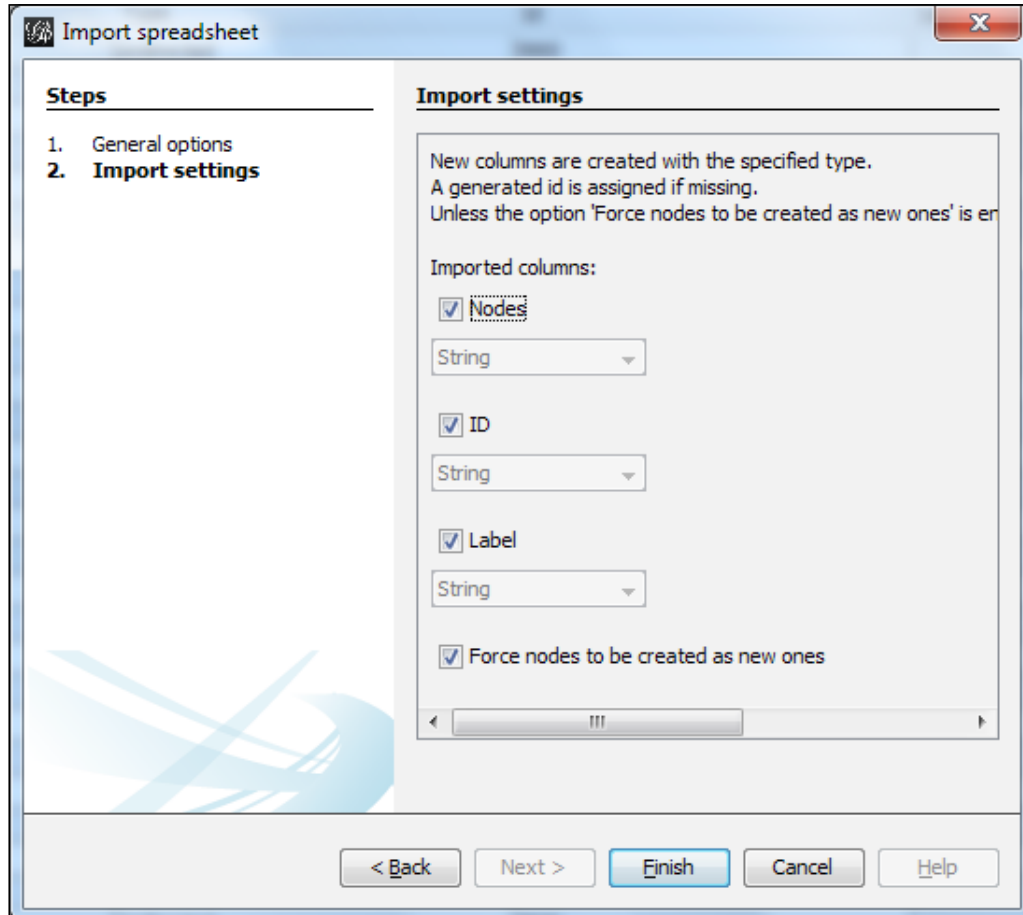 Import spreadsheet
Steps
1. General options
2. Import settings
Import settings
New columns are created with the specified type.
A generated id is assigned if missing.
Unless the option 'Force nodes to be created as new ones' is en
Imported columns:
Nodes
String
ID
String
Label
String
Force nodes to be created as new ones
< Back Next > Finish Cancel Help